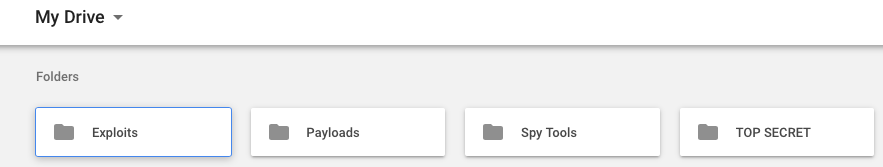 My Drive
Folders
Exploits Payloads Spy Tools TOP SECRET